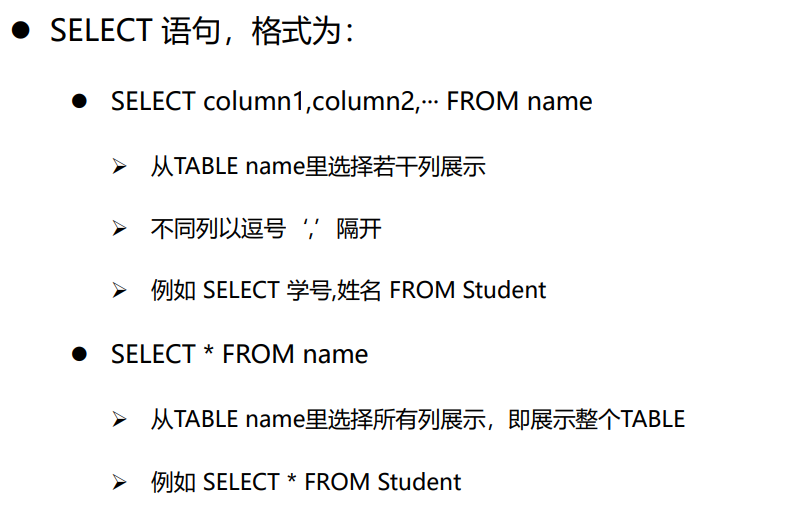 ● SELECT 语句，格式为：
● SELECT column1,column2,··· FROM name
➢ 从TABLE name里选择若干列展示
➢ 不同列以逗号‘,’隔开
➢ 例如 SELECT 学号,姓名 FROM Student
● SELECT * FROM name
➢ 从TABLE name里选择所有列展示，即展示整个TABLE
➢ 例如 SELECT * FROM Student